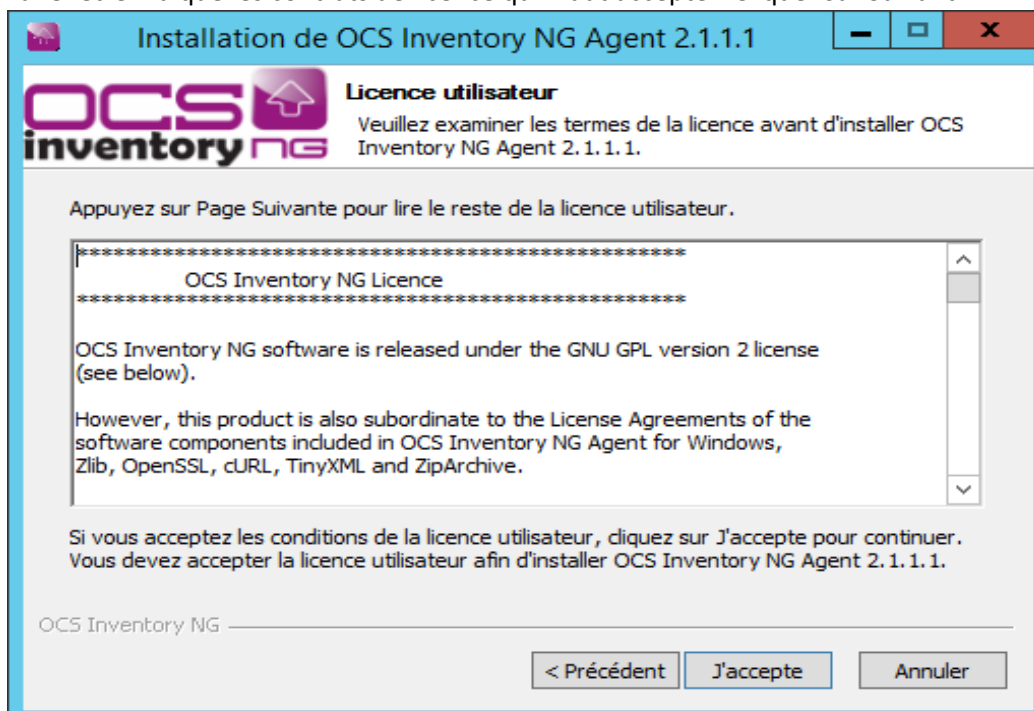 Installation de OCS Inventory NG Agent 2.1.1.1
OCS
inventory NG
Licence utilisateur
Veuillez examiner les termes de la licence avant d'installer OCS
Inventory NG Agent 2.1.1.1.
Appuyez sur Page Suivante pour lire le reste de la licence utilisateur.
**************************************************
OCS Inventory NG Licence
**************************************************
OCS Inventory NG software is released under the GNU GPL version 2 license
(see below).
However, this product is also subordinate to the License Agreements of the
software components included in OCS Inventory NG Agent for Windows,
Zlib, OpenSSL, cURL, TinyXML and ZipArchive.
Si vous acceptez les conditions de la licence utilisateur, cliquez sur J'accepte pour continuer.
Vous devez accepter la licence utilisateur afin d'installer OCS Inventory NG Agent 2.1.1.1.
OCS Inventory NG
< Précédent
J'accepte
Annuler